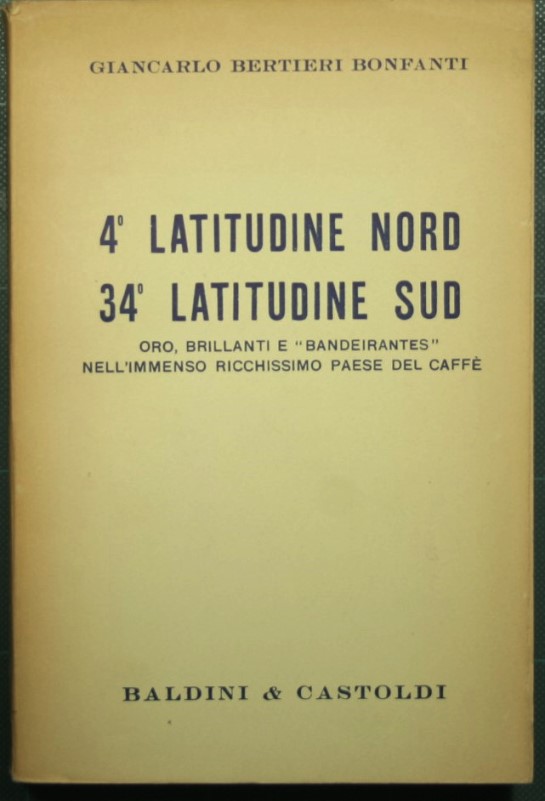 GIANCARLO BERTIERI BONFANTI
4° LATITUDINE NORD
34° LATITUDINE SUD
ORO, BRILLANTI E "BANDEIRANTES"
NELL'IMMENSO RICCHISSIMO PAESE DEL CAFFÈ
BALDINI & CASTOLDI